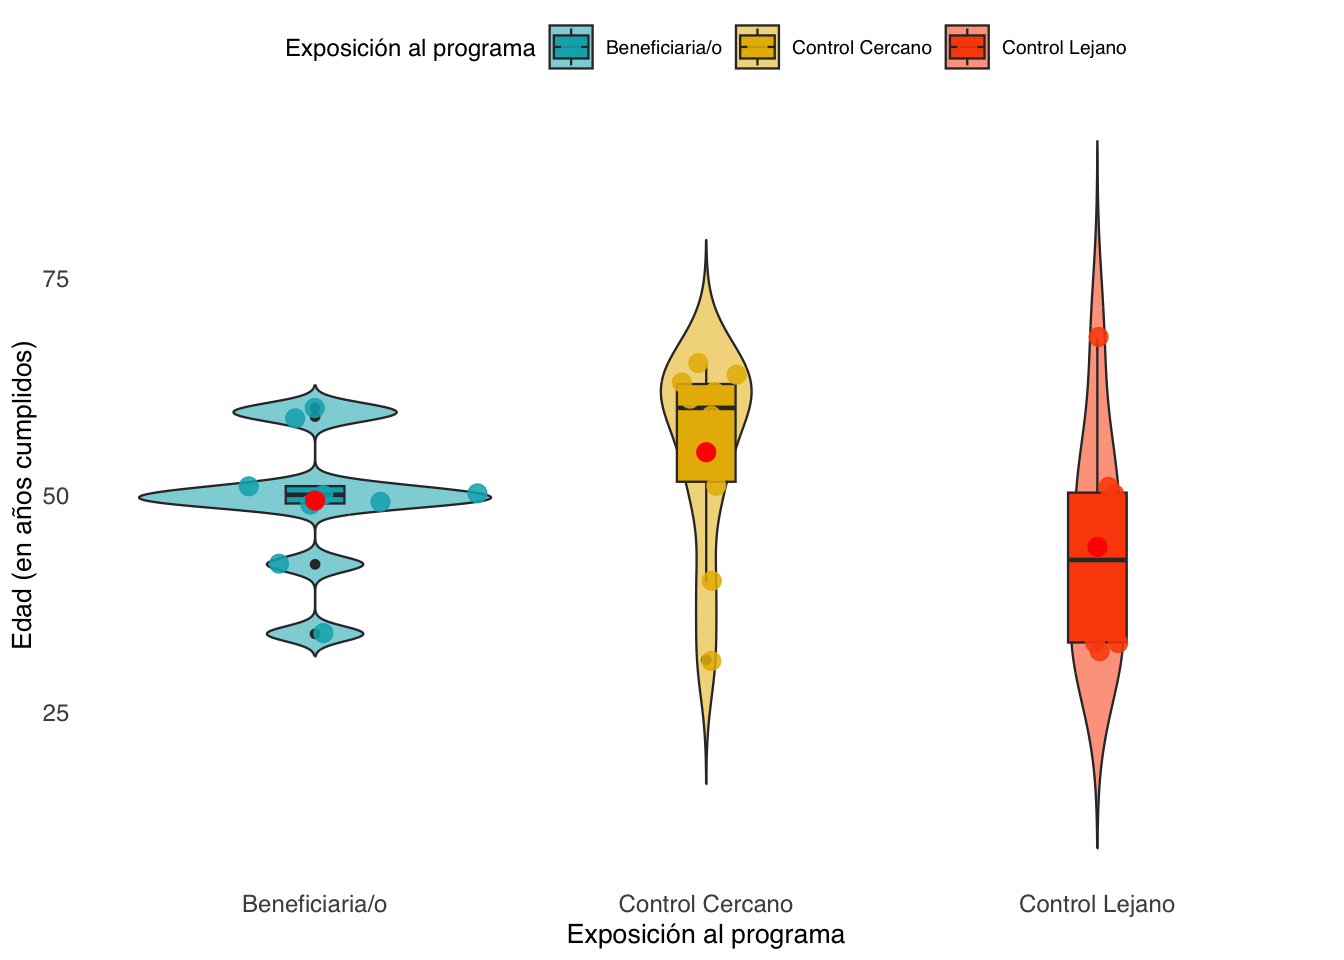 Exposición al programa Beneficiaria/o Control Cercano Control Lejano
Edad (en años cumplidos)
75
50
25
Beneficiaria/o Control Cercano Control Lejano
Exposición al programa